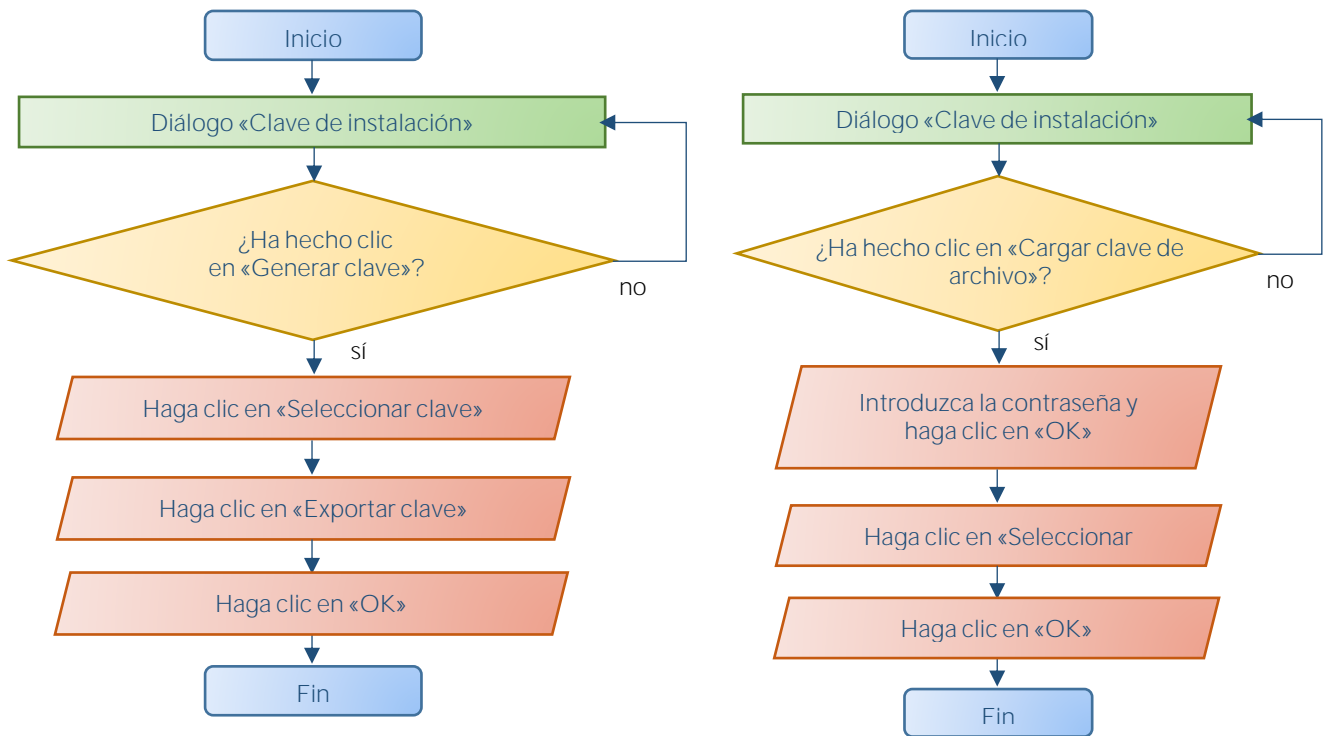 Inicio
Diálogo «Clave de instalación»
¿Ha hecho clic
en «Generar clave»?
no
sí
Haga clic en «Seleccionar clave»
Haga clic en «Exportar clave»
Haga clic en «OK»
Fin
Inicio
Diálogo «Clave de instalación»
¿Ha hecho clic en «Cargar clave de
archivo»?
no
sí
Introduzca la contraseña y
haga clic en «OK»
Haga clic en «Seleccionar
Haga clic en «OK»
Fin